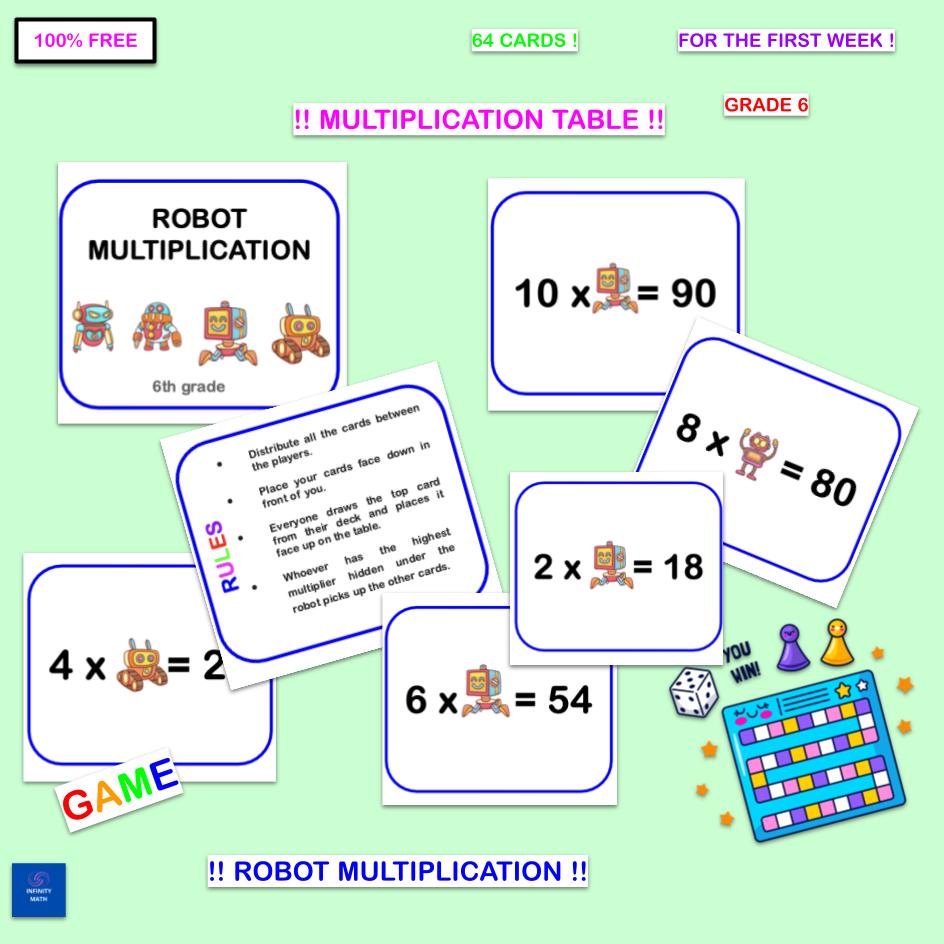 100% FREE
64 CARDS !
FOR THE FIRST WEEK !
GRADE 6
!! MULTIPLICATION TABLE !!
ROBOT
MULTIPLICATION
6th grade
10 x = 90
8 x = 80
RULES
• Distribute all the cards between
the players.
• Place your cards face down in
front of you.
• Everyone draws the top card
from their deck and places it
face up on the table.
• Whoever has the highest
multiplier hidden under the
robot picks up the other cards.
2 x = 18
4 x = 2
6 x = 54
YOU
WIN!
GAME
!! ROBOT MULTIPLICATION !!
INFINITY
MATH